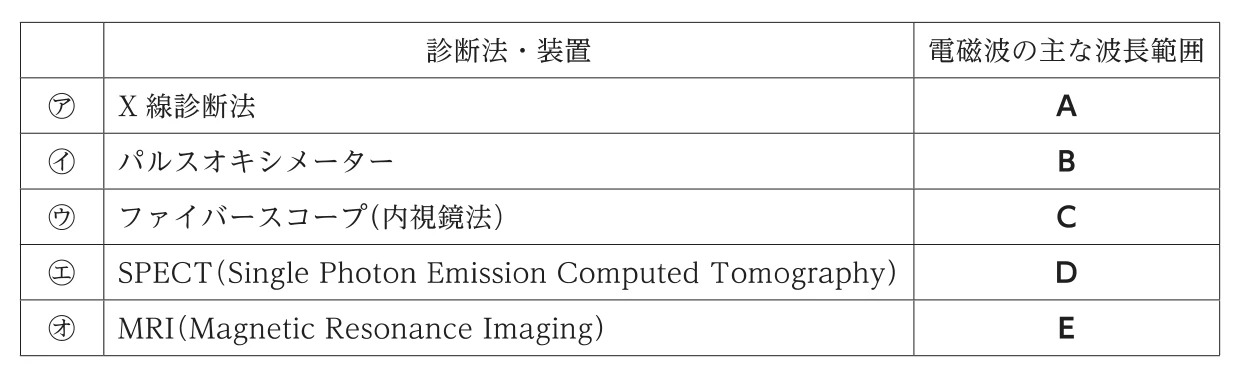 診断法・装置 電磁波の主な波長範囲
㋐ X 線診断法 A
㋑ パルスオキシメーター B
㋒ ファイバースコープ(内視鏡法) C
㋓ SPECT(Single Photon Emission Computed Tomography) D
㋔ MRI(Magnetic Resonance Imaging) E